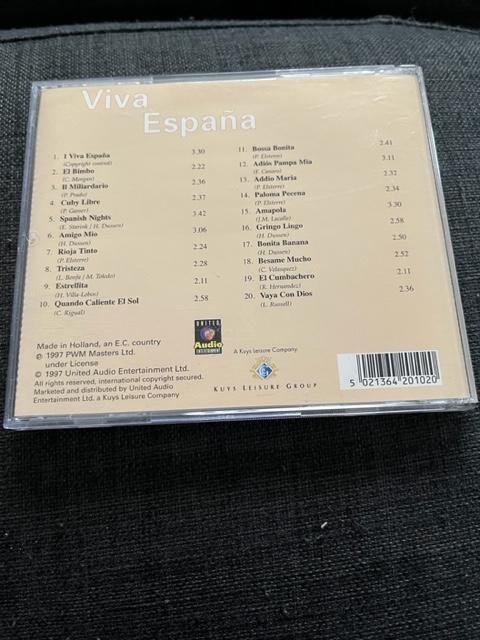 Viva
España
1. I Viva España 3.30
(Copyright control)
2. El Bimbo 2.22
(C. Morgan)
3. Il Miliardario 2.36
(P. Prado)
4. Cuby Libre 2.37
(P. Ganser)
5. Spanish Nights 3.42
(E. Sterink / H. Dussen)
6. Amigo Mio 3.06
(H. Dussen)
7. Rioja Tinto 2.24
(P. Elsterre)
8. Tristeza 2.28
(L. Bonfa / M. Toledo)
9. Estrellita 2.11
(H. Villa-Lobos)
10. Quando Caliente El Sol 2.58
(C. Rigual)
11. Bossa Bonita 2.41
(P. Elsterre)
12. Adiós Pampa Mia 3.11
(F. Canaro)
13. Addio Maria 2.32
(P. Elsterre)
14. Paloma Pecena 2.34
(P. Elsterre)
15. Amapola 3.30
(J.M. Lacalle)
16. Gringo Lingo 2.58
(H. Dussen)
17. Bonita Banana 2.50
(H. Dussen)
18. Besame Mucho 2.52
(C. Velasquez)
19. El Cumbachero 2.11
(R. Hernandez)
20. Vaya Con Dios 2.36
(L. Russell)
Made in Holland, an E.C. country
℗ 1997 PWM Masters Ltd.
under License
© 1997 United Audio Entertainment Ltd.
All rights reserved, international copyright secured.
Marketed and distributed by United Audio
Entertainment Ltd. a Kuys Leisure Company
UNITED
Audio
ENTERTAINMENT
A Kuys Leisure Company
KUYS LEISURE GROUP
5 021364 201020